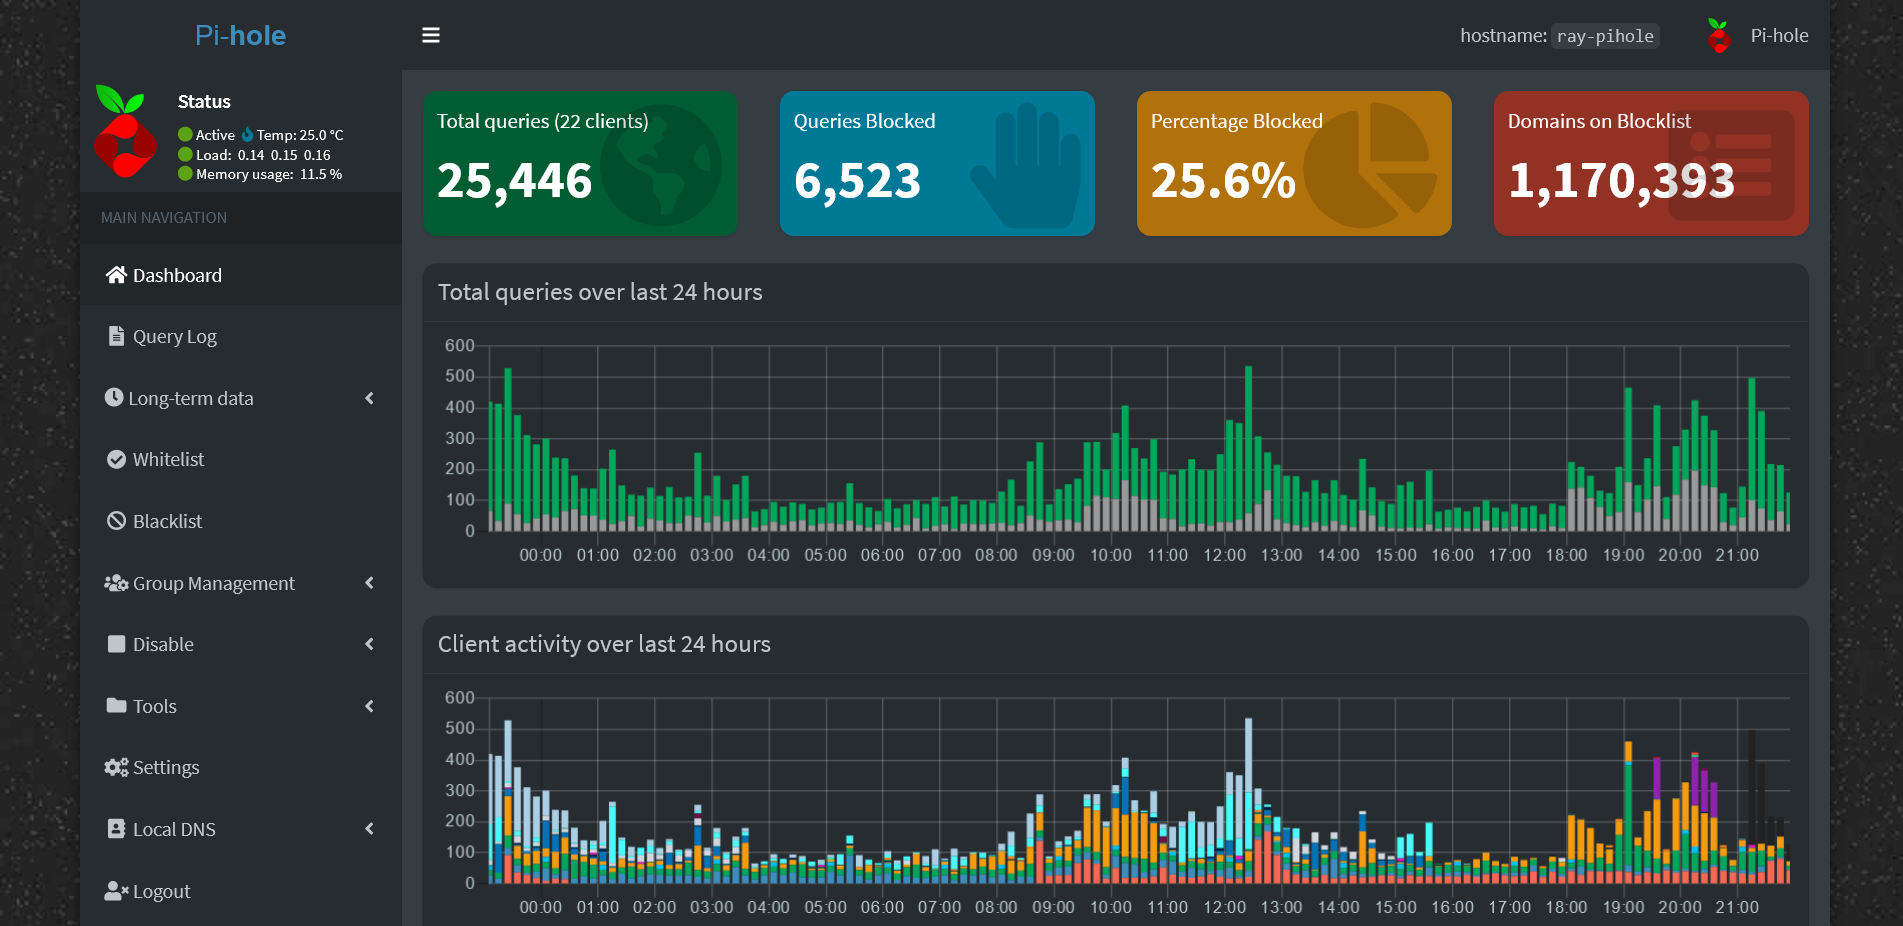 Pi-hole
hostname: ray-pihole
Pi-hole
Status
Active Temp: 25.0 °C
Load: 0.14 0.15 0.16
Memory usage: 11.5 %
MAIN NAVIGATION
Dashboard
Query Log
Long-term data
Whitelist
Blacklist
Group Management
Disable
Tools
Settings
Local DNS
Logout
Total queries (22 clients)
25,446
Queries Blocked
6,523
Percentage Blocked
25.6%
Domains on Blocklist
1,170,393
Total queries over last 24 hours
600
500
400
300
200
100
0
00:00 01:00 02:00 03:00 04:00 05:00 06:00 07:00 08:00 09:00 10:00 11:00 12:00 13:00 14:00 15:00 16:00 17:00 18:00 19:00 20:00 21:00
Client activity over last 24 hours
600
500
400
300
200
100
0
00:00 01:00 02:00 03:00 04:00 05:00 06:00 07:00 08:00 09:00 10:00 11:00 12:00 13:00 14:00 15:00 16:00 17:00 18:00 19:00 20:00 21:00